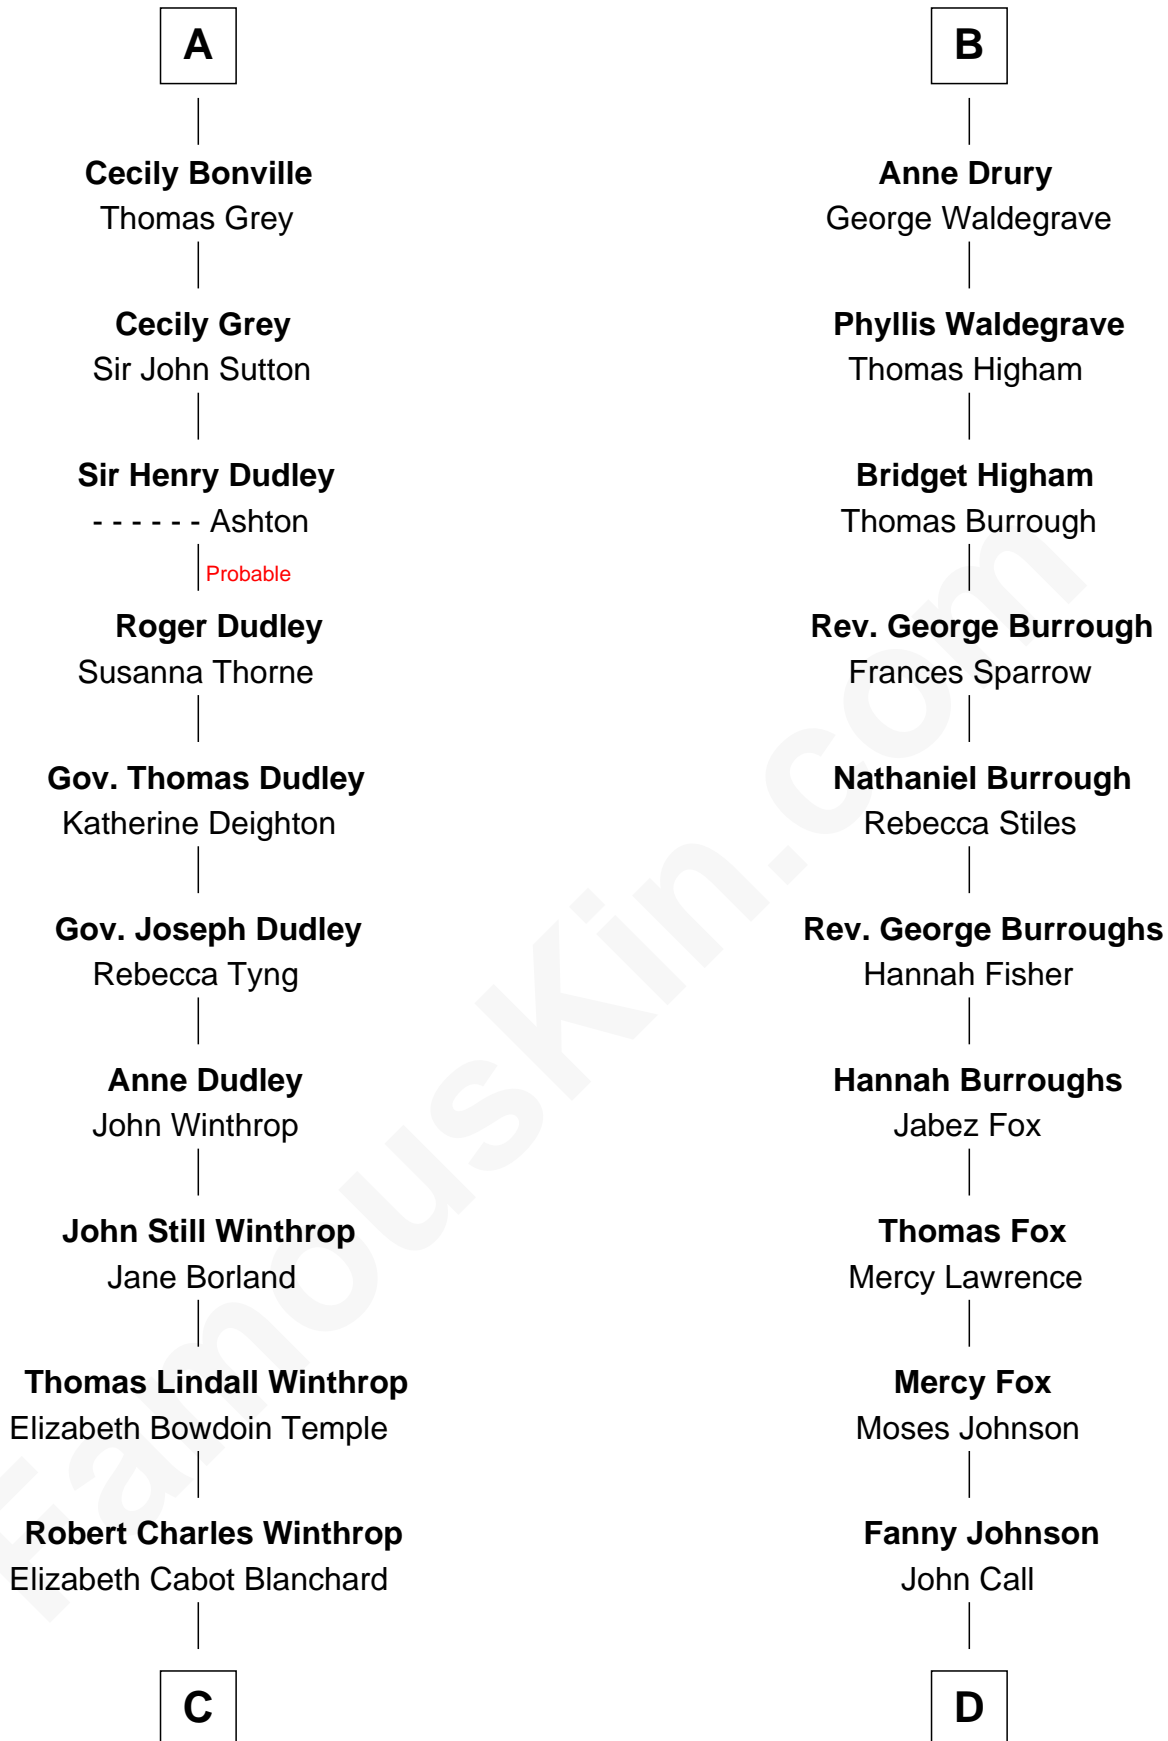 A
Cecily Bonville
Thomas Grey
Cecily Grey
Sir John Sutton
Sir Henry Dudley
- - - - - - Ashton
Probable
Roger Dudley
Susanna Thorne
Gov. Thomas Dudley
Katherine Deighton
Gov. Joseph Dudley
Rebecca Tyng
Anne Dudley
John Winthrop
John Still Winthrop
Jane Borland
Thomas Lindall Winthrop
Elizabeth Bowdoin Temple
Robert Charles Winthrop
Elizabeth Cabot Blanchard
C
B
Anne Drury
George Waldegrave
Phyllis Waldegrave
Thomas Higham
Bridget Higham
Thomas Burrough
Rev. George Burrough
Frances Sparrow
Nathaniel Burrough
Rebecca Stiles
Rev. George Burroughs
Hannah Fisher
Hannah Burroughs
Jabez Fox
Thomas Fox
Mercy Lawrence
Mercy Fox
Moses Johnson
Fanny Johnson
John Call
D
FamousKin.com